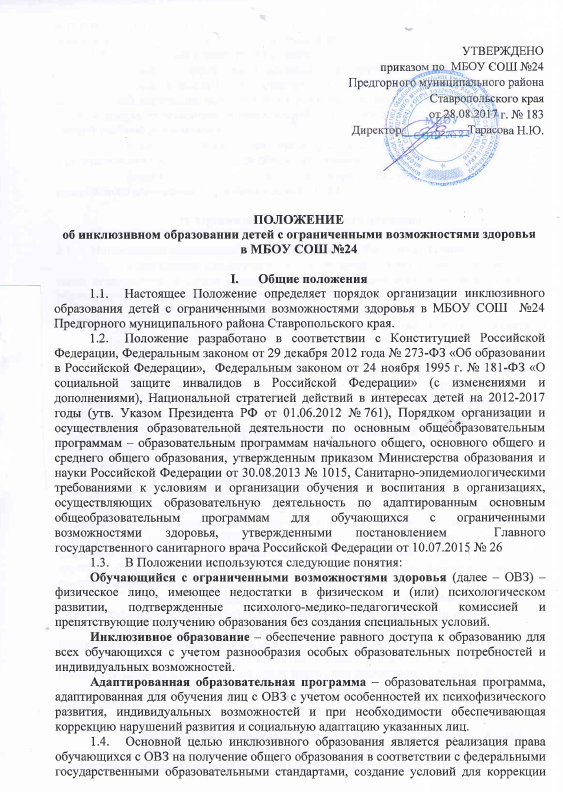 УТВЕРЖДЕНО
приказом по МБОУ СОШ №24
Предгорного муниципального района
Ставропольского края
от 28.08.2017 г. № 183
Директор Тарасова Н.Ю.
ПОЛОЖЕНИЕ
об инклюзивном образовании детей с ограниченными возможностями здоровья
в МБОУ СОШ №24
I. Общие положения
1.1. Настоящее Положение определяет порядок организации инклюзивного
образования детей с ограниченными возможностями здоровья в МБОУ СОШ №24
Предгорного муниципального района Ставропольского края.
1.2. Положение разработано в соответствии с Конституцией Российской
Федерации, Федеральным законом от 29 декабря 2012 года № 273-ФЗ «Об образовании
в Российской Федерации», Федеральным законом от 24 ноября 1995 г. № 181-ФЗ «О
социальной защите инвалидов в Российской Федерации» (с изменениями и
дополнениями), Национальной стратегией действий в интересах детей на 2012-2017
годы (утв. Указом Президента РФ от 01.06.2012 № 761), Порядком организации и
осуществления образовательной деятельности по основным общеобразовательным
программам – образовательным программам начального общего, основного общего и
среднего общего образования, утвержденным приказом Министерства образования и
науки Российской Федерации от 30.08.2013 № 1015, Санитарно-эпидемиологическими
требованиями к условиям и организации обучения и воспитания в организациях,
осуществляющих образовательную деятельность по адаптированным основным
общеобразовательным программам для обучающихся с ограниченными
возможностями здоровья, утвержденными постановлением Главного
государственного санитарного врача Российской Федерации от 10.07.2015 № 26
1.3. В Положении используются следующие понятия:
Обучающийся с ограниченными возможностями здоровья (далее – ОВЗ) –
физическое лицо, имеющее недостатки в физическом и (или) психологическом
развитии, подтвержденные психолого-медико-педагогической комиссией и
препятствующие получению образования без создания специальных условий.
Инклюзивное образование – обеспечение равного доступа к образованию для
всех обучающихся с учетом разнообразия особых образовательных потребностей и
индивидуальных возможностей.
Адаптированная образовательная программа – образовательная программа,
адаптированная для обучения лиц с ОВЗ с учетом особенностей их психофизического
развития, индивидуальных возможностей и при необходимости обеспечивающая
коррекцию нарушений развития и социальную адаптацию указанных лиц.
1.4. Основной целью инклюзивного образования является реализация права
обучающихся с ОВЗ на получение общего образования в соответствии с федеральными
государственными образовательными стандартами, создание условий для коррекции